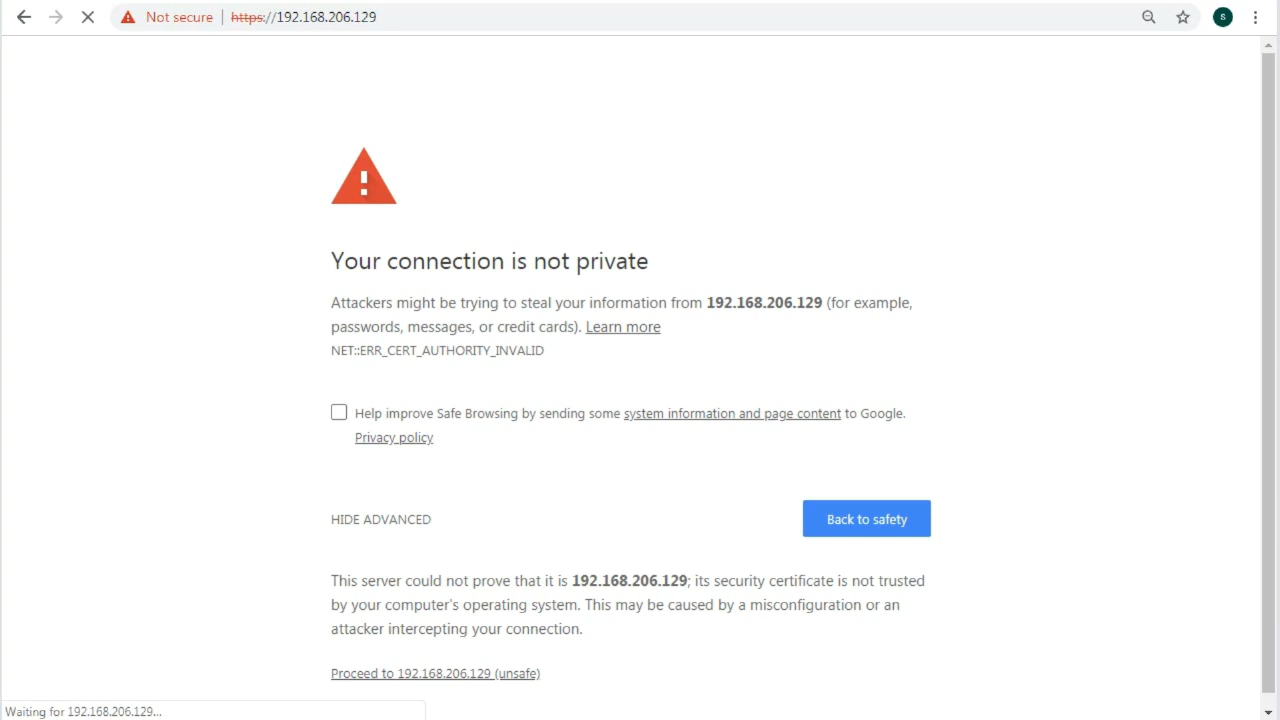 Not secure | https://192.168.206.129
s
Your connection is not private
Attackers might be trying to steal your information from 192.168.206.129 (for example,
passwords, messages, or credit cards). Learn more
NET::ERR_CERT_AUTHORITY_INVALID
Help improve Safe Browsing by sending some system information and page content to Google.
Privacy policy
HIDE ADVANCED
Back to safety
This server could not prove that it is 192.168.206.129; its security certificate is not trusted
by your computer's operating system. This may be caused by a misconfiguration or an
attacker intercepting your connection.
Proceed to 192.168.206.129 (unsafe)
Waiting for 192.168.206.129...